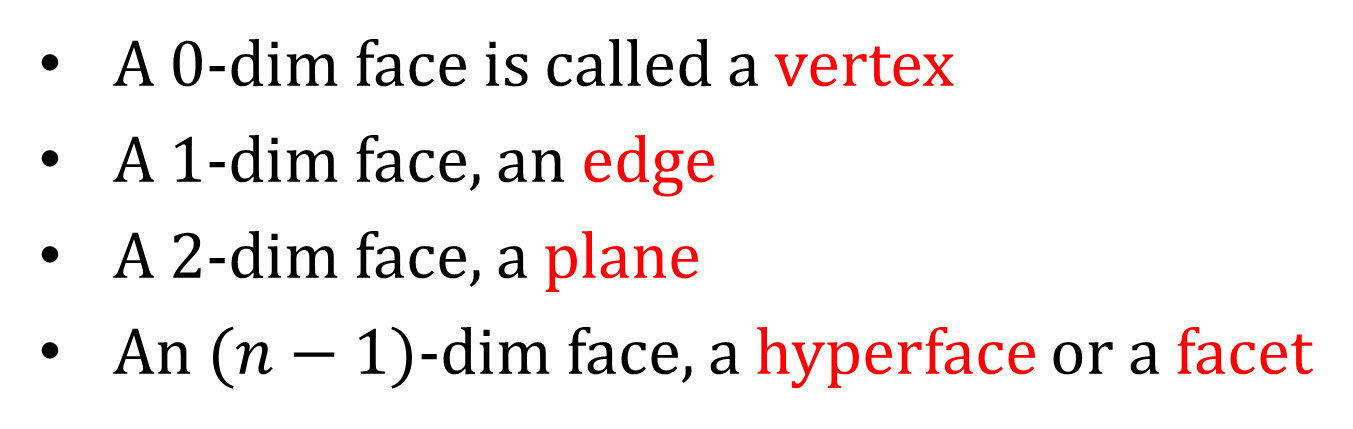 • A 0-dim face is called a vertex
• A 1-dim face, an edge
• A 2-dim face, a plane
• An (n − 1)-dim face, a hyperface or a facet